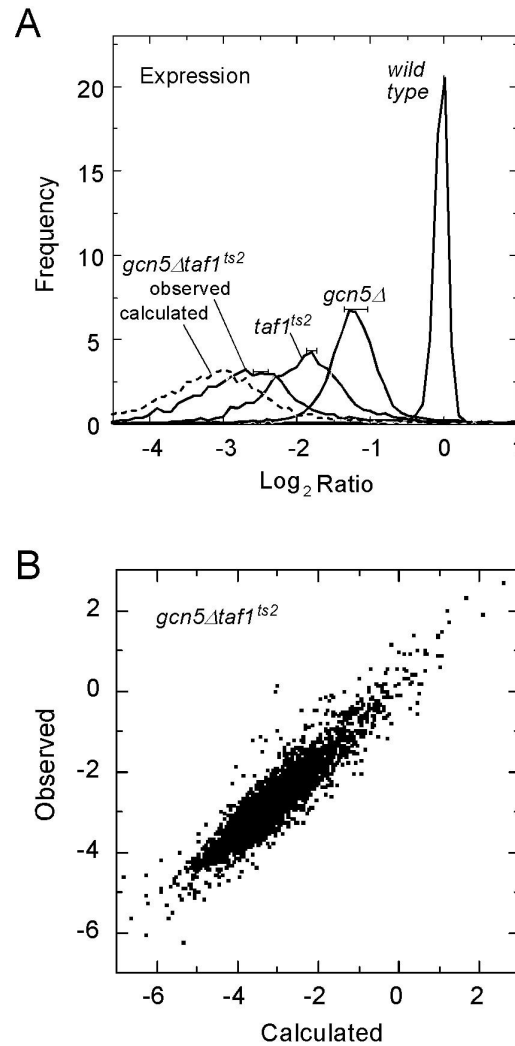 A
Expression
wild
type
20
15
10
5
0
Frequency
gcn5Δtaf1ts2
observed
calculated
taf1ts2
gcn5Δ
-4 -3 -2 -1 0 1
Log2 Ratio
B
gcn5Δtaf1ts2
2
0
-2
-4
-6
Observed
-6 -4 -2 0 2
Calculated